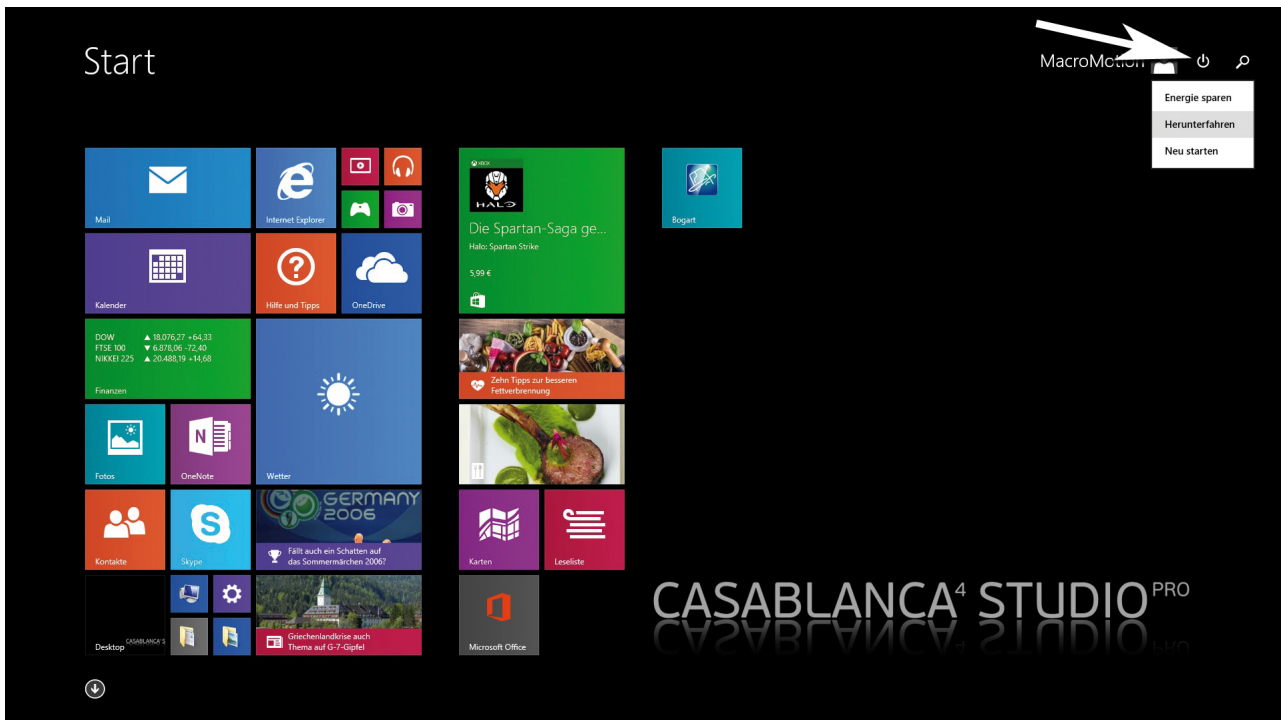 Start
MacroMotion
Energie sparen
Herunterfahren
Neu starten
Mail
Internet Explorer
XBOX
HALO
Die Spartan-Saga ge...
Halo: Spartan Strike
5,99 €
Bogart
Kalender
Hilfe und Tipps
OneDrive
DOW ▲ 18.076,27 +64,33
FTSE 100 ▼ 6.878,06 -72,40
NIKKEI 225 ▲ 20.488,19 +14,68
Finanzen
Wetter
Zehn Tipps zur besseren
Fettverbrennung
Fotos
OneNote
Kontakte
Skype
GERMANY
2006
Fällt auch ein Schatten auf
das Sommermärchen 2006?
Karten
Leseliste
Desktop
CASABLANCA⁴ S
Griechenlandkrise auch
Thema auf G-7-Gipfel
Microsoft Office
CASABLANCA⁴ STUDIO PRO